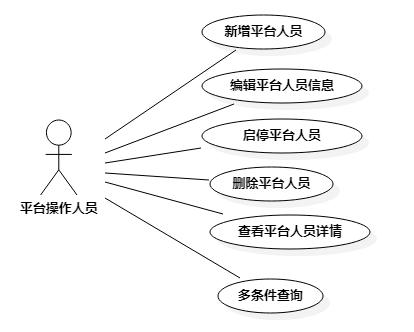 新增平台人员
编辑平台人员信息
启停平台人员
删除平台人员
平台操作人员
查看平台人员详情
多条件查询